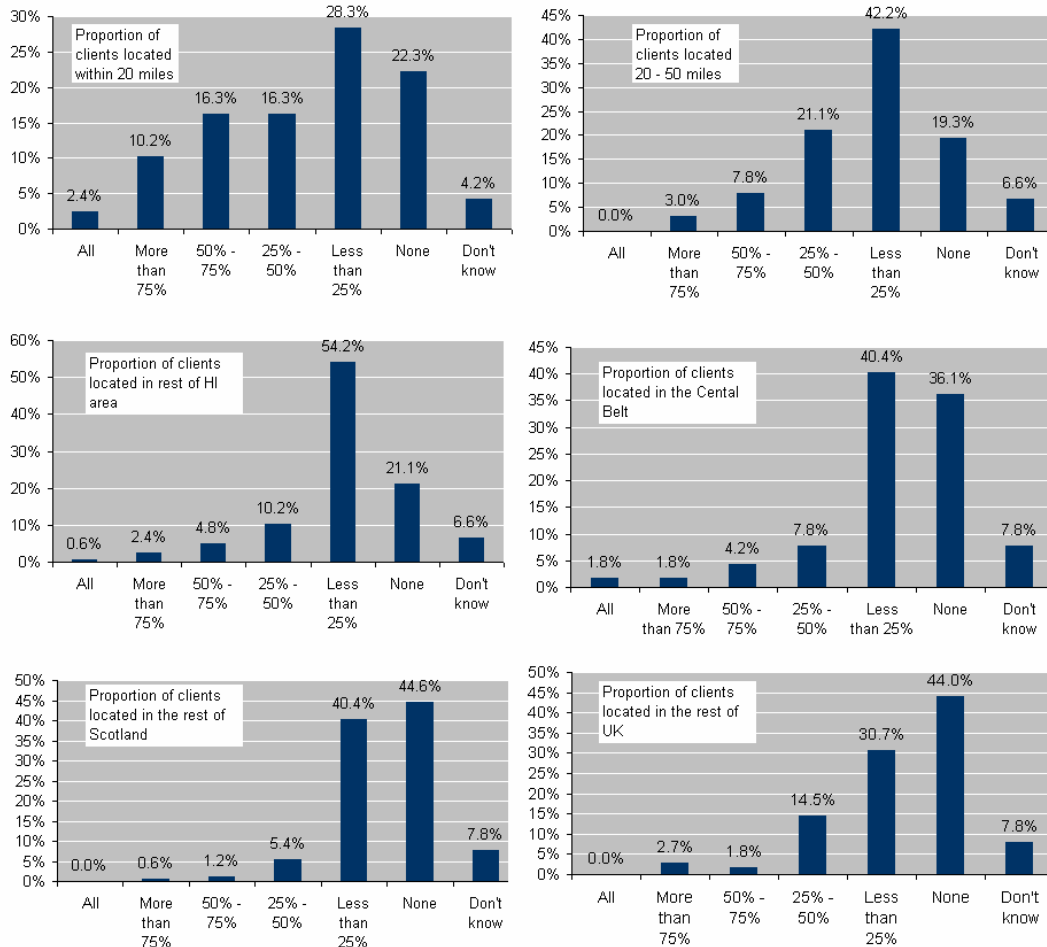 30%
25%
20%
15%
10%
5%
0%
Proportion of
clients located
within 20 miles
2.4%
10.2%
16.3%
16.3%
28.3%
22.3%
4.2%
All
More
than
75%
50% -
75%
25% -
50%
Less
than
25%
None
Don't
know
45%
40%
35%
30%
25%
20%
15%
10%
5%
0%
Proportion of
clients located
20 - 50 miles
0.0%
3.0%
7.8%
21.1%
42.2%
19.3%
6.6%
All
More
than
75%
50% -
75%
25% -
50%
Less
than
25%
None
Don't
know
60%
50%
40%
30%
20%
10%
0%
Proportion of clients
located in rest of HI
area
0.6%
2.4%
4.8%
10.2%
54.2%
21.1%
6.6%
All
More
than
75%
50% -
75%
25% -
50%
Less
than
25%
None
Don't
know
45%
40%
35%
30%
25%
20%
15%
10%
5%
0%
Proportion of clients
located in the Cental
Belt
1.8%
1.8%
4.2%
7.8%
40.4%
36.1%
7.8%
All
More
than 75%
50% -
75%
25% -
50%
Less
than 25%
None
Don't
know
50%
45%
40%
35%
30%
25%
20%
15%
10%
5%
0%
Proportion of clients
located in the rest of
Scotland
0.0%
0.6%
1.2%
5.4%
40.4%
44.6%
7.8%
All
More
than
75%
50% -
75%
25% -
50%
Less
than
25%
None
Don't
know
50%
45%
40%
35%
30%
25%
20%
15%
10%
5%
0%
Proportion of clients
located in the rest of
UK
0.0%
2.7%
1.8%
14.5%
30.7%
44.0%
7.8%
All
More
than
75%
50% -
75%
25% -
50%
Less
than
25%
None
Don't
know